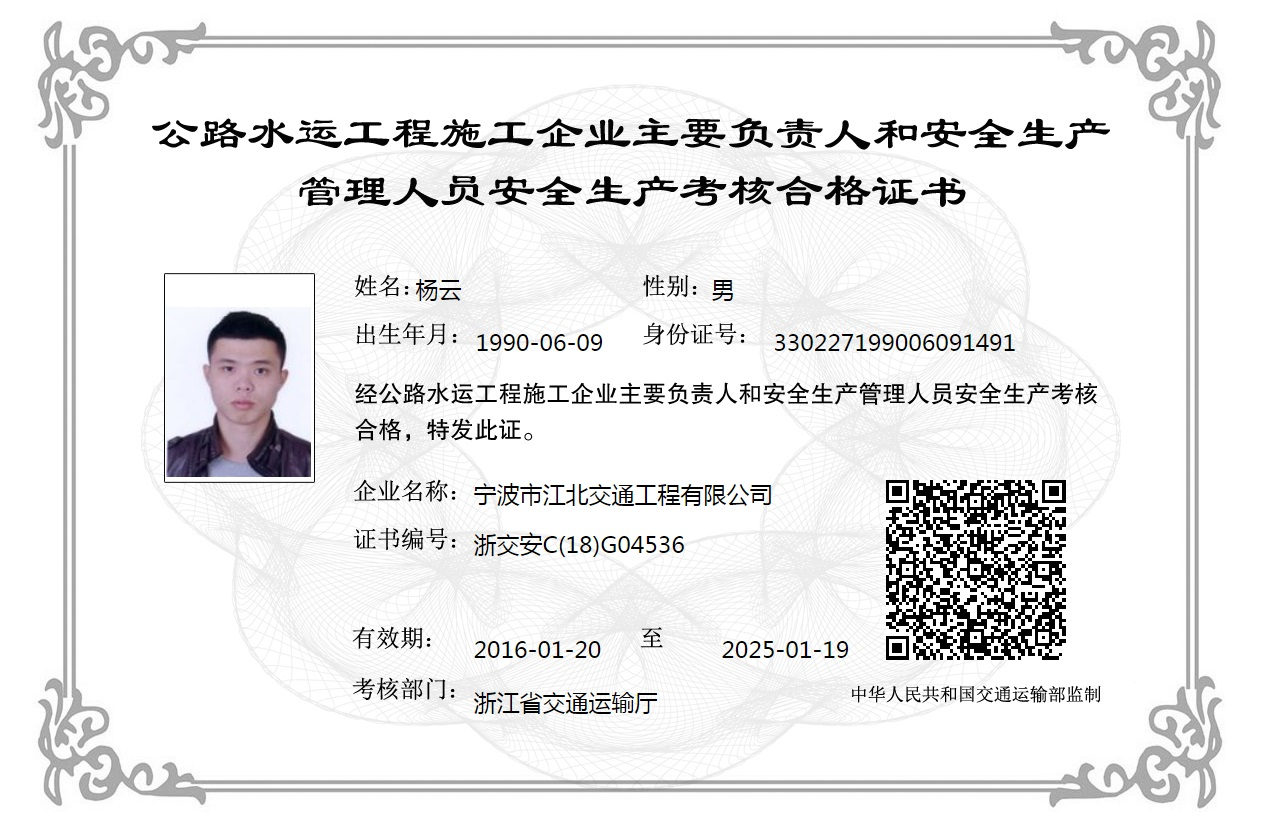 公路水运工程施工企业主要负责人和安全生产
管理人员安全生产考核合格证书
姓名：杨云 性别：男
出生年月：1990-06-09 身份证号：330227199006091491
经公路水运工程施工企业主要负责人和安全生产管理人员安全生产考核
合格，特发此证。
企业名称：宁波市江北交通工程有限公司
证书编号：浙交安C(18)G04536
有效期：2016-01-20 至 2025-01-19
考核部门：浙江省交通运输厅
中华人民共和国交通运输部监制